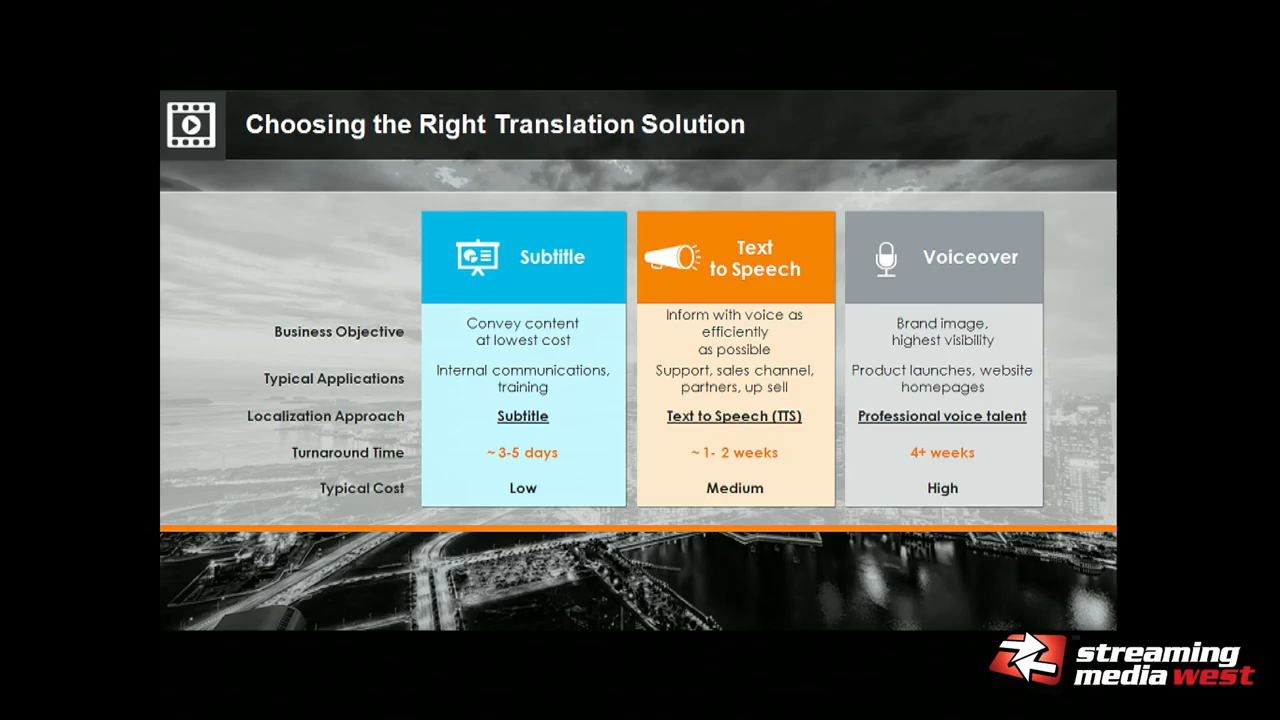 Choosing the Right Translation Solution
Subtitle
Text
to Speech
Voiceover
Business Objective
Convey content
at lowest cost
Inform with voice as
efficiently
as possible
Brand image,
highest visibility
Typical Applications
Internal communications,
training
Support, sales channel,
partners, up sell
Product launches, website
homepages
Localization Approach
Subtitle
Text to Speech (TTS)
Professional voice talent
Turnaround Time
~ 3-5 days
~ 1- 2 weeks
4+ weeks
Typical Cost
Low
Medium
High
streaming
media west